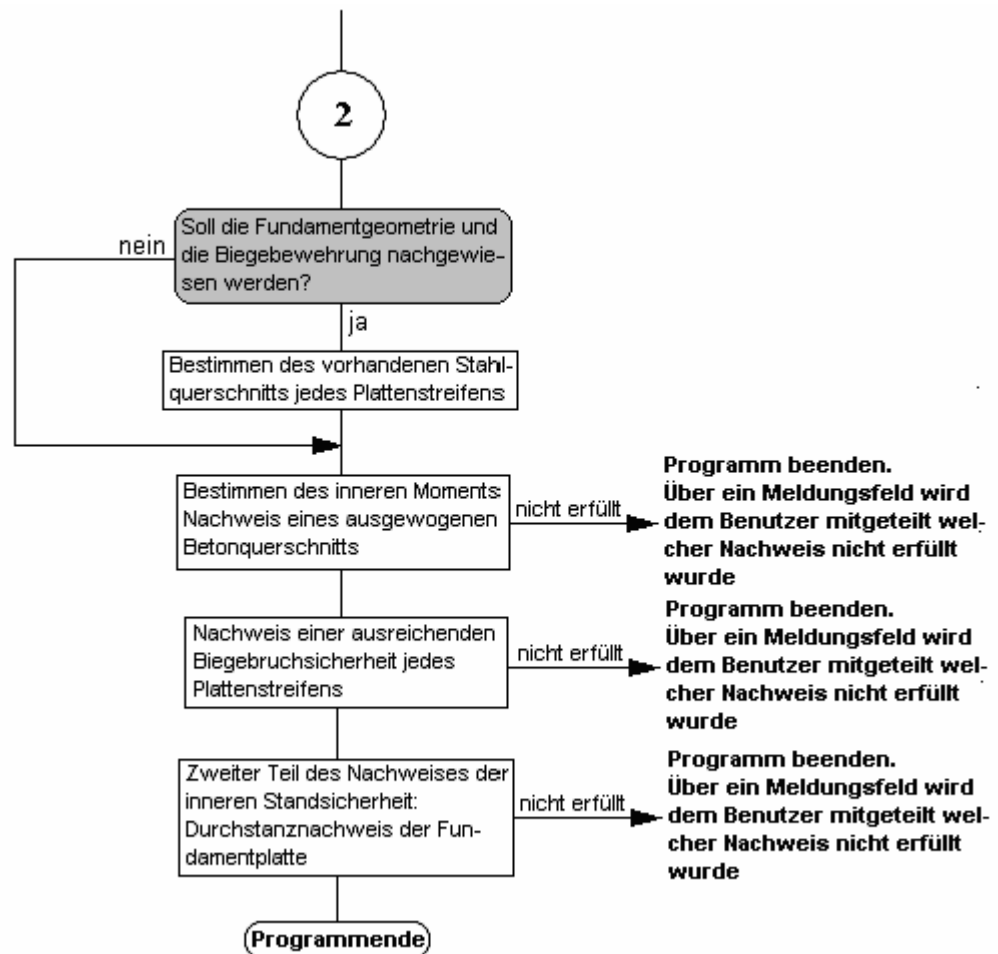 2
Soll die Fundamentgeometrie und
die Biegebewehrung nachgewie-
sen werden?
nein
ja
Bestimmen des vorhandenen Stahl-
querschnitts jedes Plattenstreifens
Bestimmen des inneren Moments:
Nachweis eines ausgewogenen
Betonquerschnitts
nicht erfüllt
Programm beenden.
Über ein Meldungsfeld wird
dem Benutzer mitgeteilt wel-
cher Nachweis nicht erfüllt
wurde
Nachweis einer ausreichenden
Biegebruchsicherheit jedes
Plattenstreifens
nicht erfüllt
Programm beenden.
Über ein Meldungsfeld wird
dem Benutzer mitgeteilt wel-
cher Nachweis nicht erfüllt
wurde
Zweiter Teil des Nachweises der
inneren Standsicherheit:
Durchstanznachweis der Fun-
damentplatte
nicht erfüllt
Programm beenden.
Über ein Meldungsfeld wird
dem Benutzer mitgeteilt wel-
cher Nachweis nicht erfüllt
wurde
Programmende